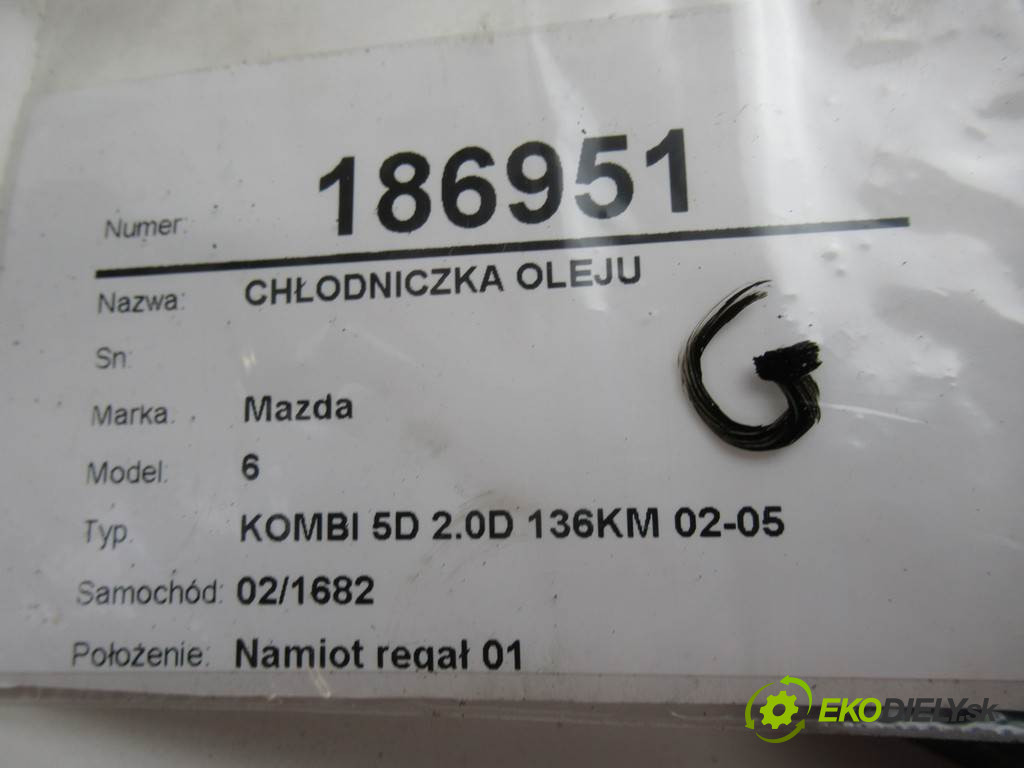 Numer: 186951
Nazwa: CHŁODNICZKA OLEJU
Sn:
G
Marka: Mazda
Model: 6
Typ. KOMBI 5D 2.0D 136KM 02-05
Samochód: 02/1682
Położenie: Namiot regał 01
EKODIELY.sk